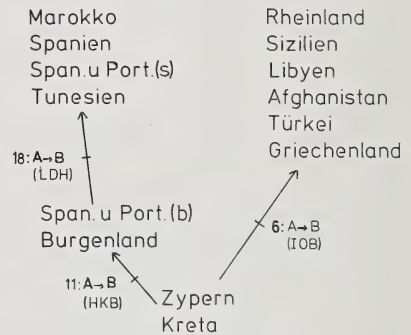 Marokko
Spanien
Span. u Port.(s)
Tunesien
Rheinland
Sizilien
Libyen
Afghanistan
Türkei
Griechenland
18: A→B
(LDH)
Span. u Port.(b)
Burgenland
6: A→B
(IOB)
11: A→B
(HKB)
Zypern
Kreta